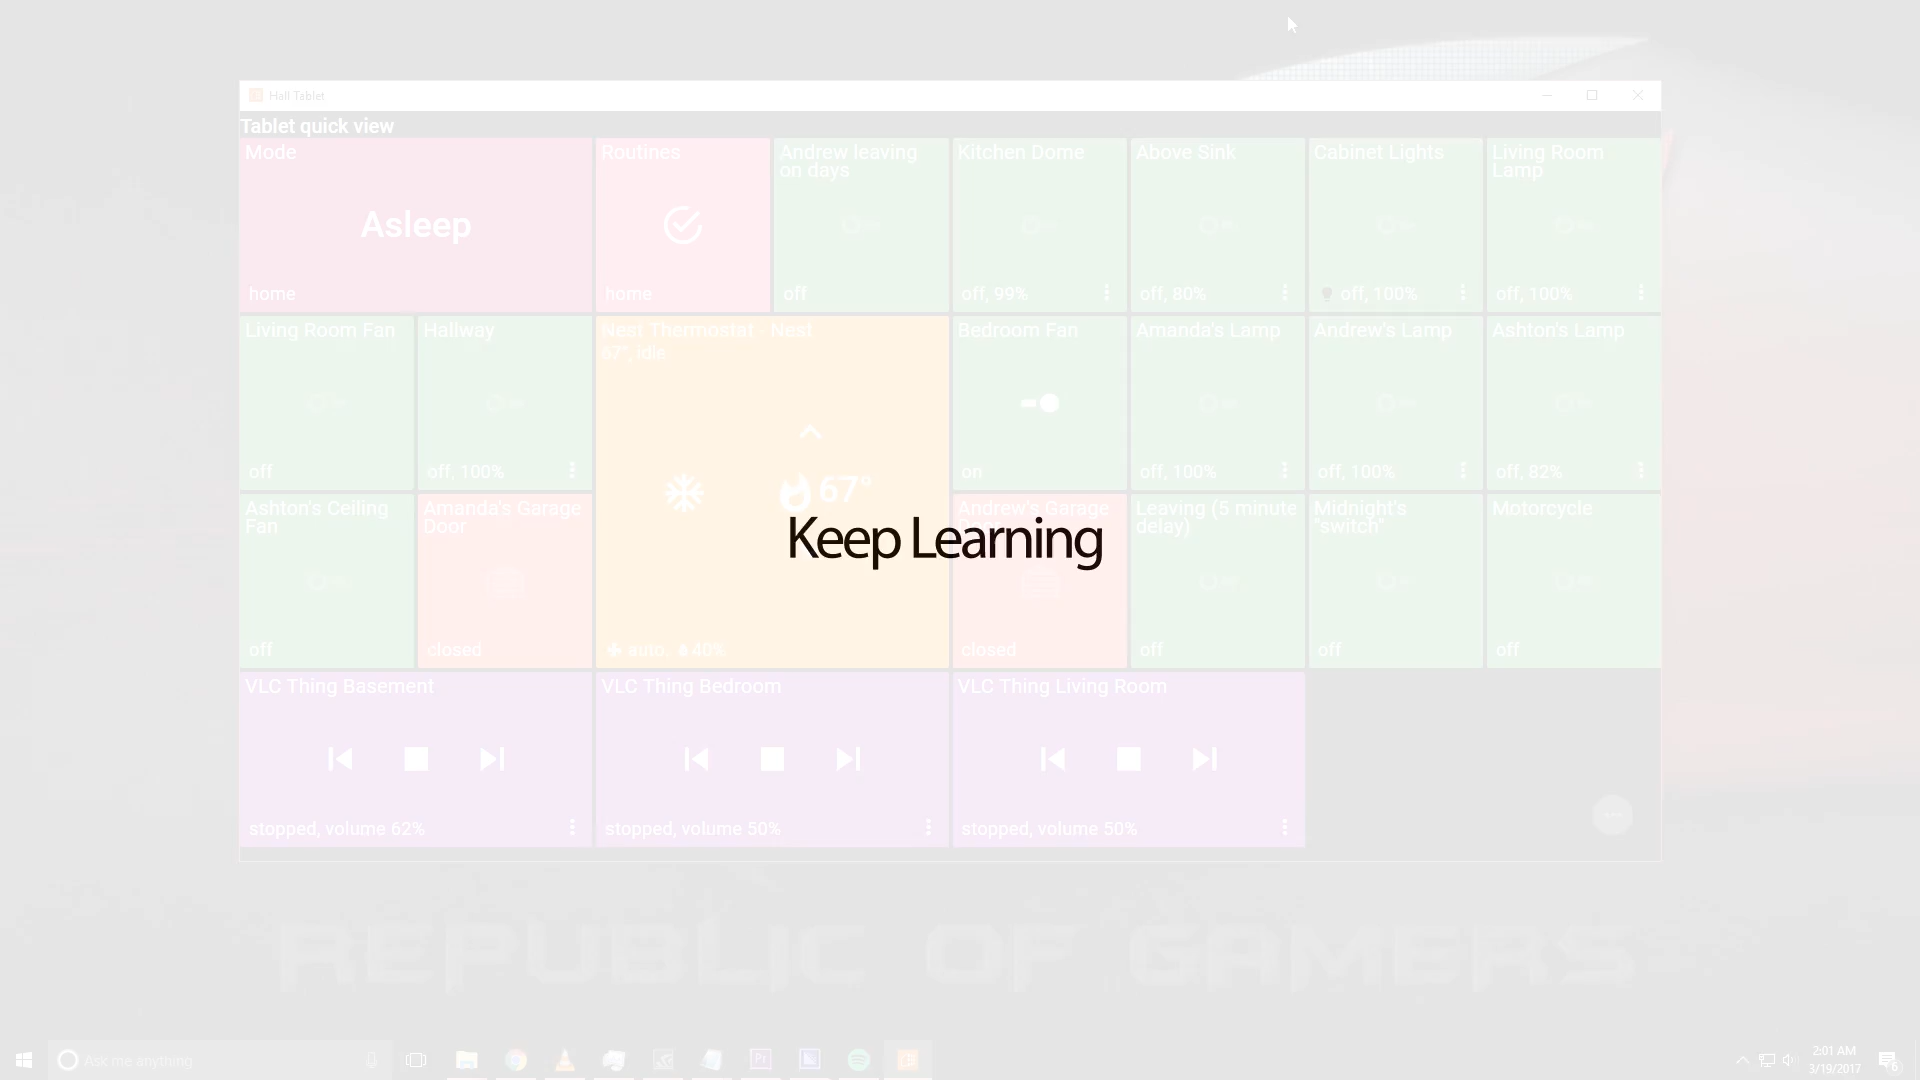 Hall Tablet
Tablet quick view
Mode
Asleep
home
Routines
home
Andrew leaving
on days
off
Kitchen Dome
off, 99%
Above Sink
off, 80%
Cabinet Lights
off, 100%
Living Room
Lamp
off, 100%
Living Room Fan
off
Hallway
off, 100%
Nest Thermostat - Nest
67°, idle
67°
auto, 40%
Bedroom Fan
on
Amanda's Lamp
off, 100%
Andrew's Lamp
off, 100%
Ashton's Lamp
off, 82%
Ashton's Ceiling
Fan
off
Amanda's Garage
Door
closed
Keep Learning
Andrew's Garage
closed
Leaving (5 minute
delay)
off
Midnight's
"switch"
off
Motorcycle
off
VLC Thing Basement
stopped, volume 62%
VLC Thing Bedroom
stopped, volume 50%
VLC Thing Living Room
stopped, volume 50%
REPUBLIC OF GAMERS
Ask me anything
Pr
2:01 AM
3/19/2017
6